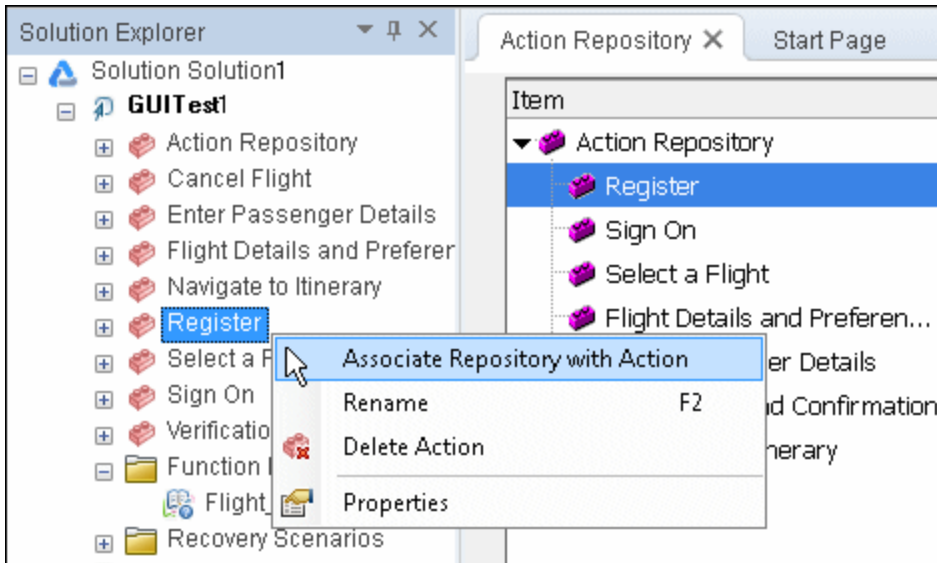 Solution Explorer
Solution Solution1
GUITest1
Action Repository
Cancel Flight
Enter Passenger Details
Flight Details and Preferer
Navigate to Itinerary
Register
Select a F
Sign On
Verificatio
Function
Flight_
Recovery Scenarios
Associate Repository with Action
Rename F2
Delete Action
Properties
Action Repository
Start Page
Item
Action Repository
Register
Sign On
Select a Flight
Flight Details and Preferen...
er Details
d Confirmation
nerary